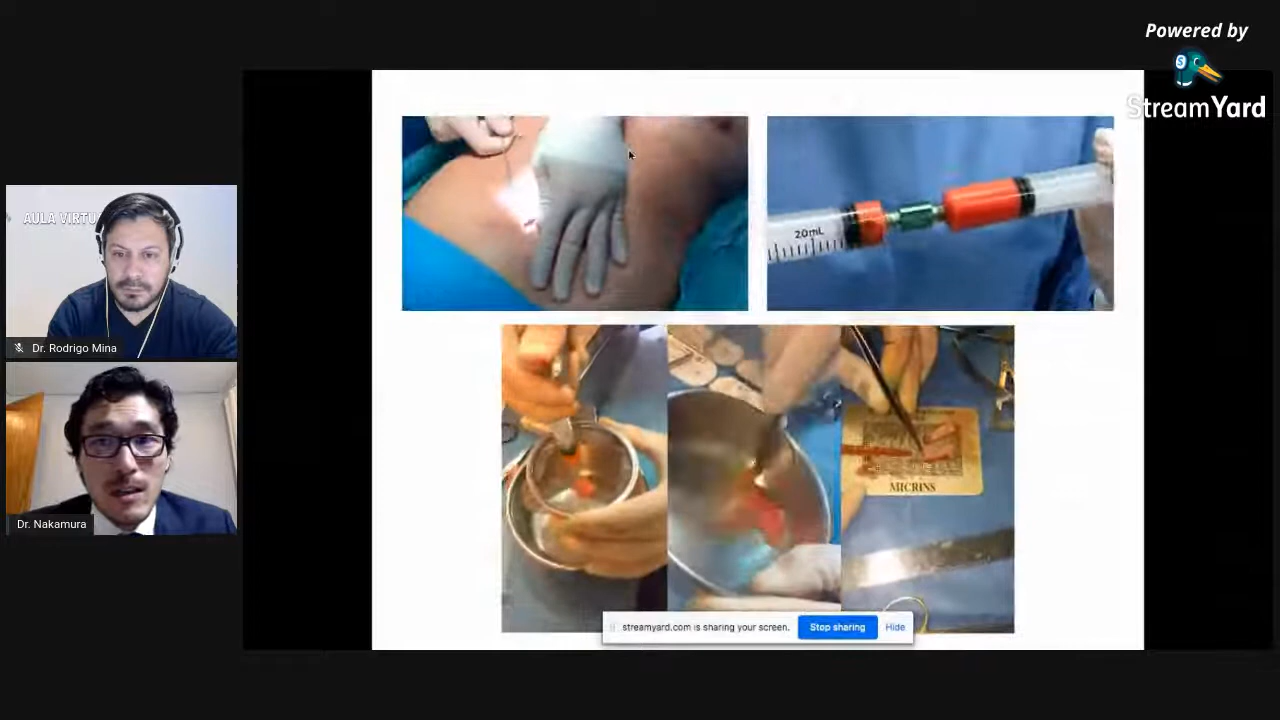 Powered by
StreamYard
AULA VIRTU
Dr. Rodrigo Mina
Dr. Nakamura
20mL
MICRINS
streamyard.com is sharing your screen.
Stop sharing
Hide